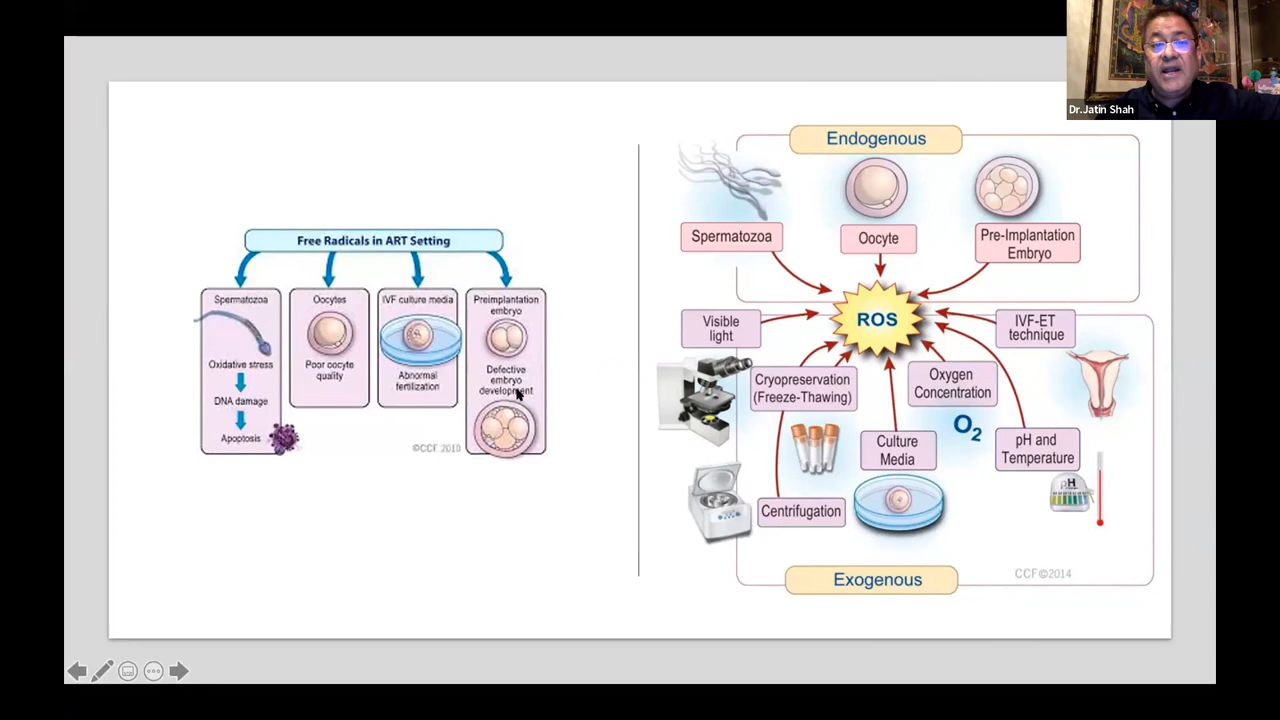 Dr.Jatin Shah
Free Radicals in ART Setting
Spermatozoa
Oxidative stress
DNA damage
Apoptosis
Oocytes
Poor oocyte
quality
IVF culture media
Abnormal
fertilization
Preimplantation
embryo
Defective
embryo
development
©CCF 2010
Endogenous
Spermatozoa
Oocyte
Pre-Implantation
Embryo
ROS
Visible
light
IVF-ET
technique
Cryopreservation
(Freeze-Thawing)
Oxygen
Concentration
O2
Culture
Media
pH and
Temperature
pH
Centrifugation
CCF©2014
Exogenous